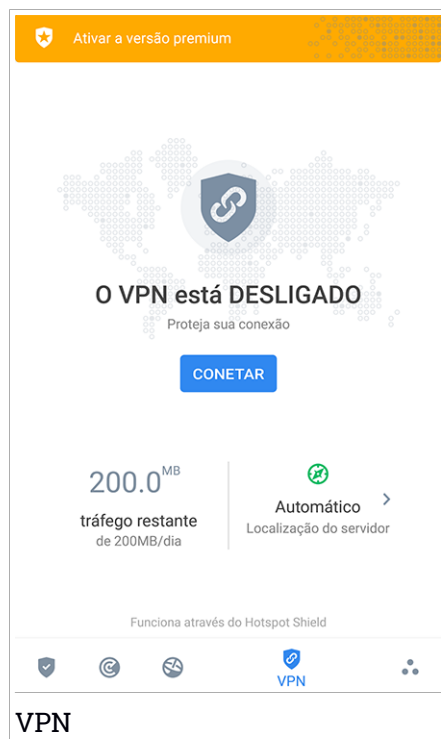 Ativar a versão premium
O VPN está DESLIGADO
Proteja sua conexão
CONETAR
200.0 MB
tráfego restante
de 200MB/dia
Automático
Localização do servidor
Funciona através do Hotspot Shield
VPN
VPN